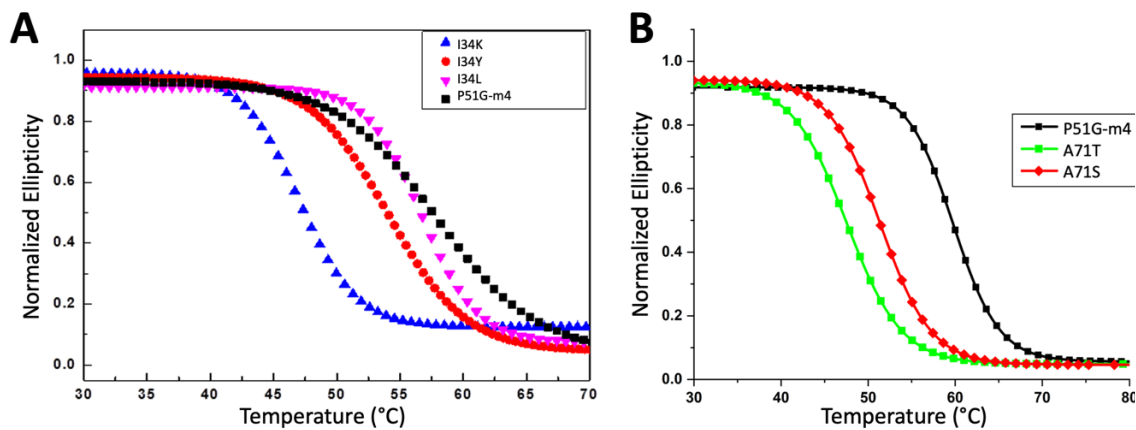 A
I34K
I34Y
I34L
P51G-m4
1.0
0.8
0.6
0.4
0.2
0.0
Normalized Ellipticity
30 35 40 45 50 55 60 65 70
Temperature (°C)
B
P51G-m4
A71T
A71S
1.0
0.8
0.6
0.4
0.2
0.0
Normalized Ellipticity
30 40 50 60 70 80
Temperature (°C)